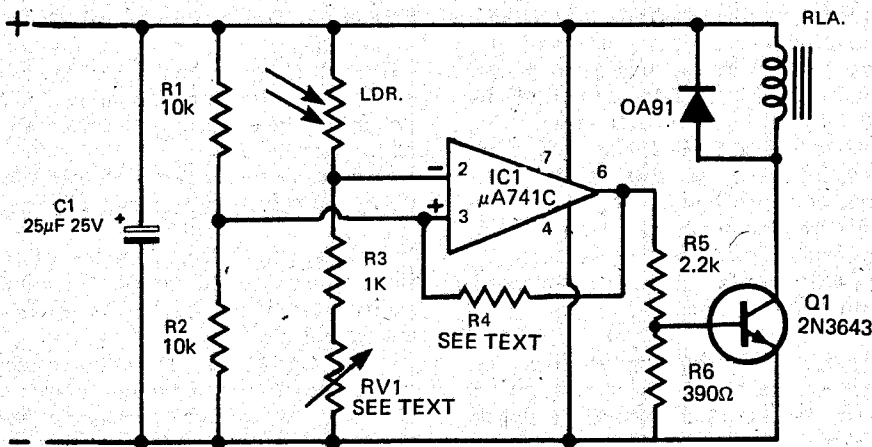 +
RLA.
R1
10k
LDR.
OA91
−
2
7
IC1
µA741C
6
+
3
4
C1
25µF 25V
+
R3
1K
R5
2.2k
R4
SEE TEXT
Q1
2N3643
R2
10k
RV1
SEE TEXT
R6
390Ω
−